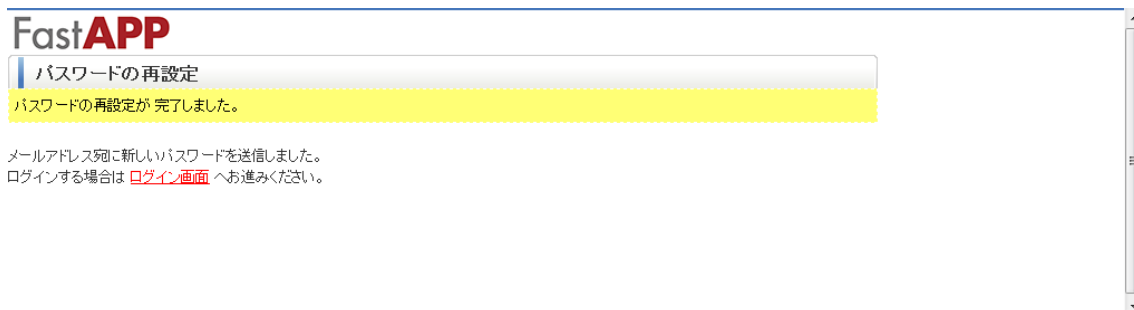 FastAPP
パスワードの再設定
パスワードの再設定が 完了しました。
メールアドレス宛に新しいパスワードを送信しました。
ログインする場合は ログイン画面 へお進みください。